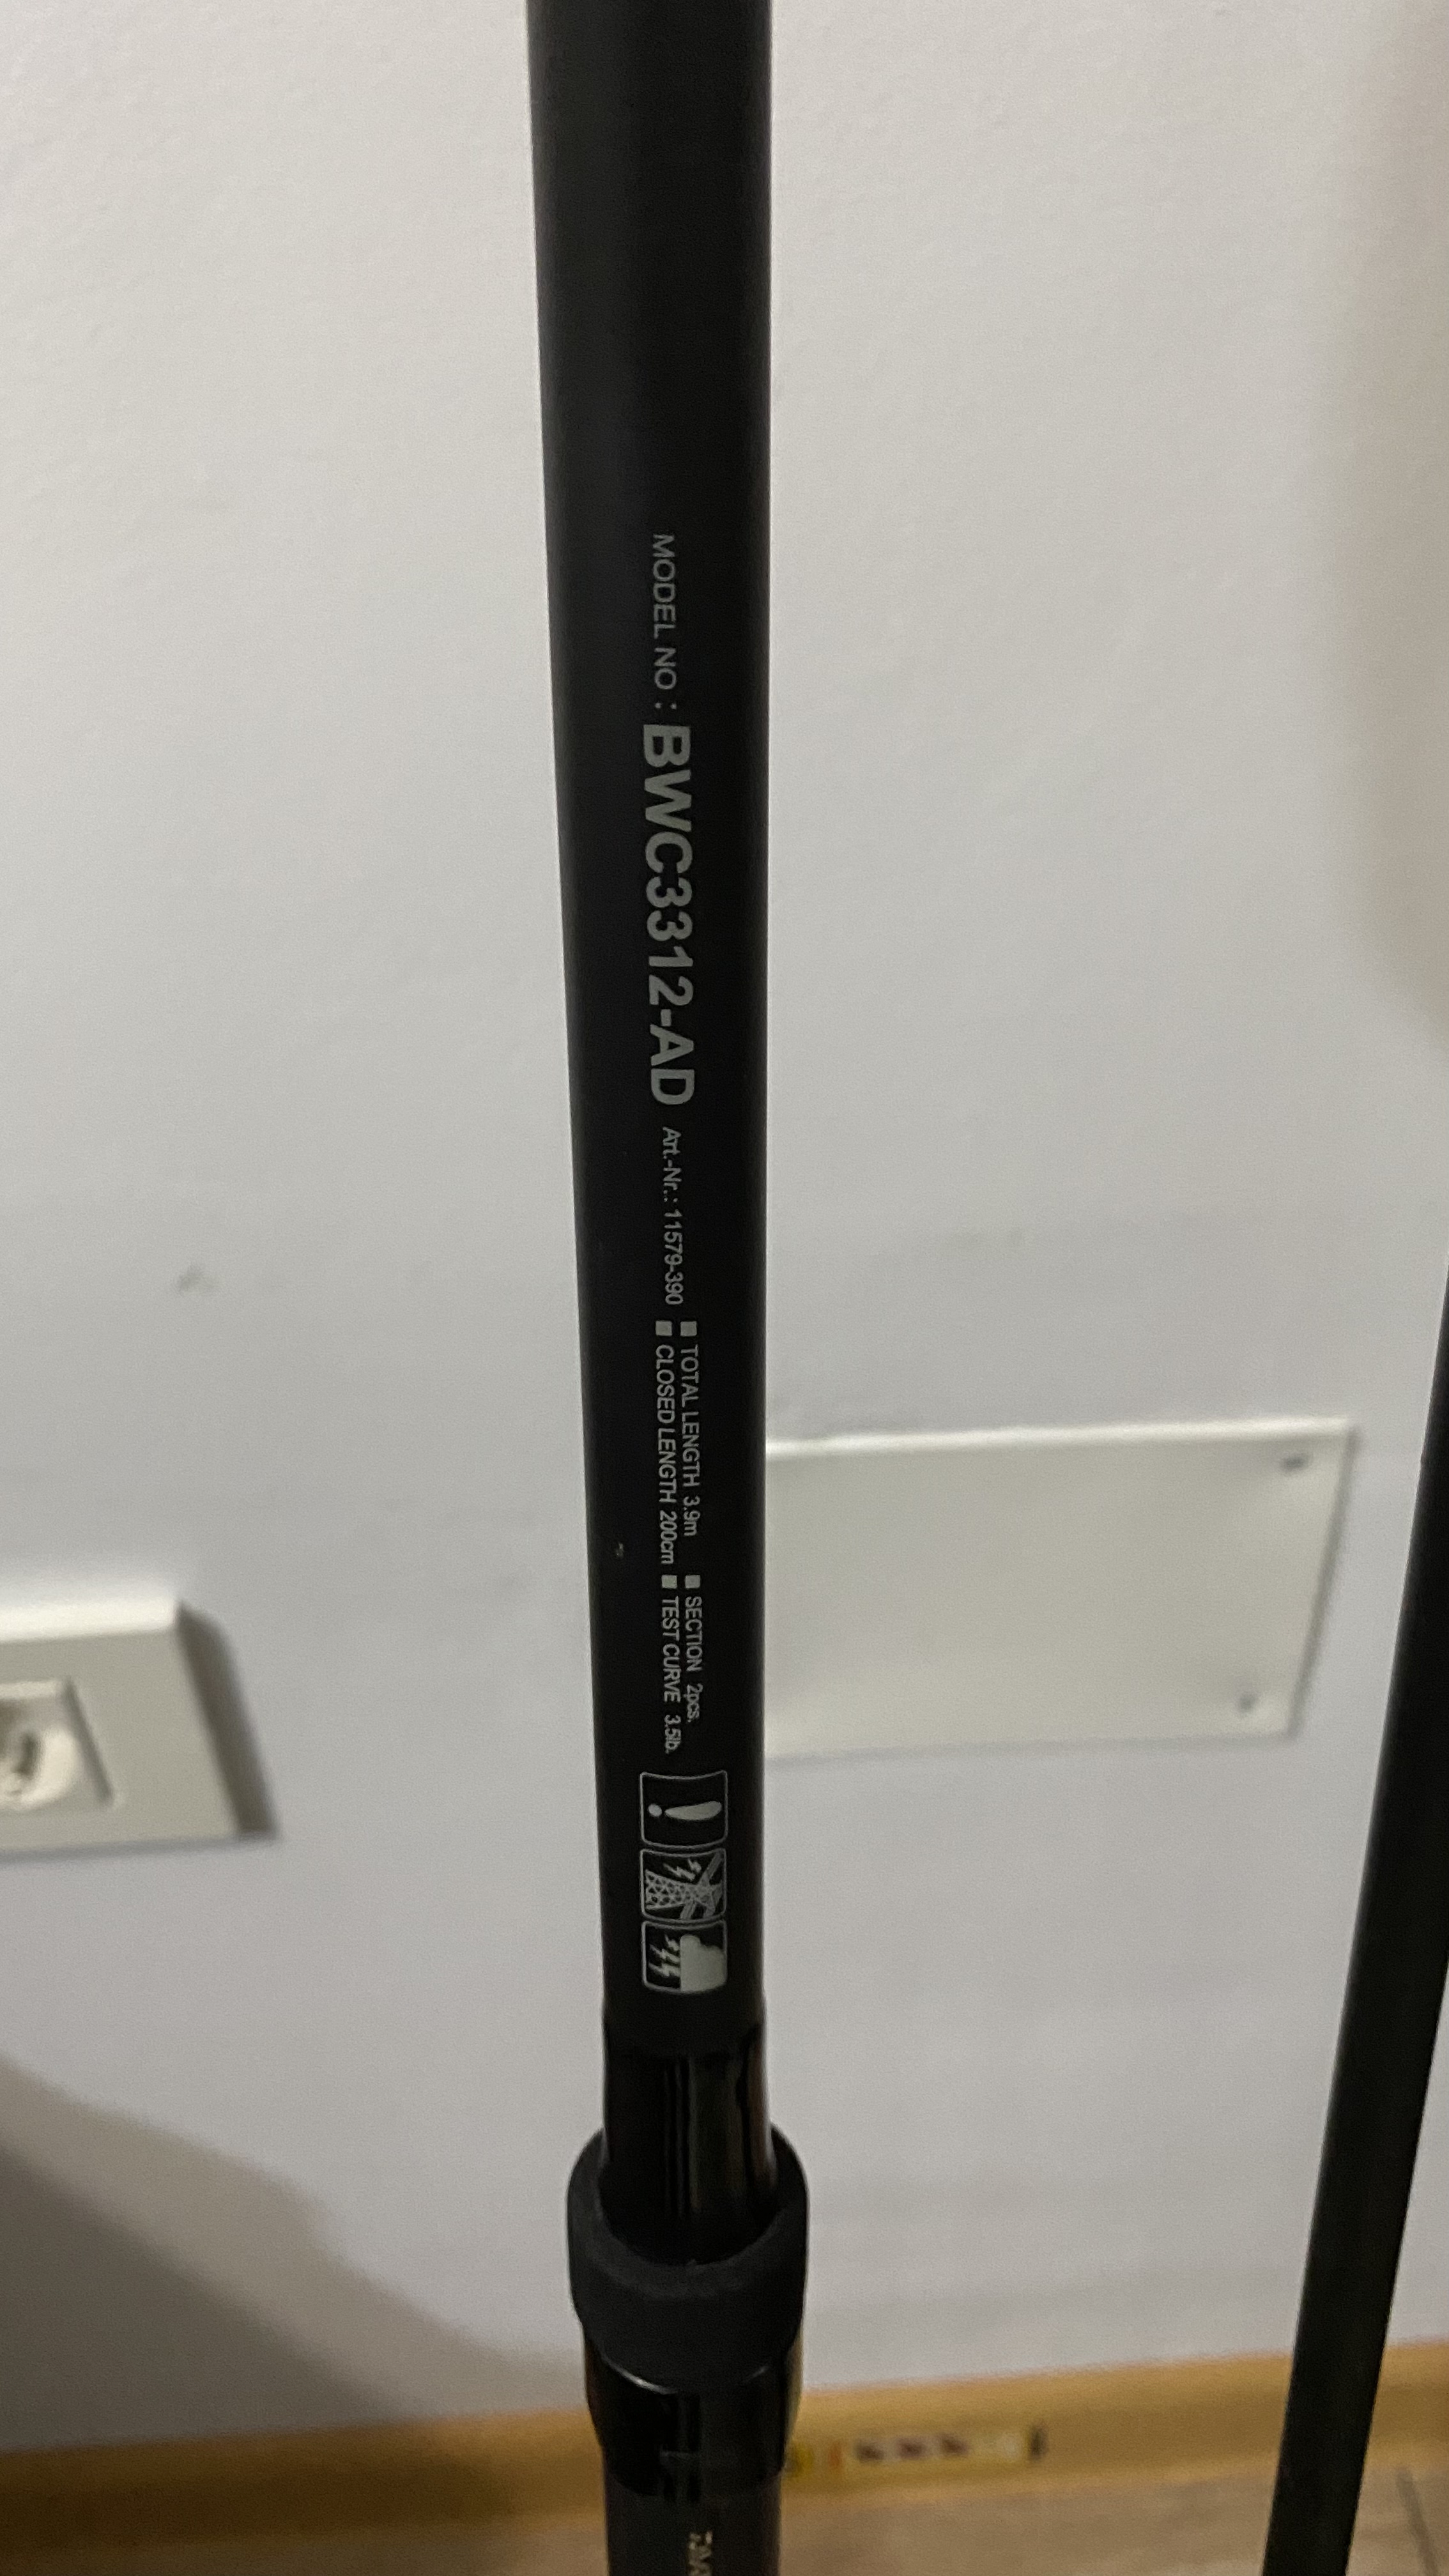 MODEL NO : BWC3312-AD Art.-Nr.: 11579-390
■ TOTAL LENGTH 3.9m ■ SECTION 2pcs.
■ CLOSED LENGTH 200cm ■ TEST CURVE 3.5lb.